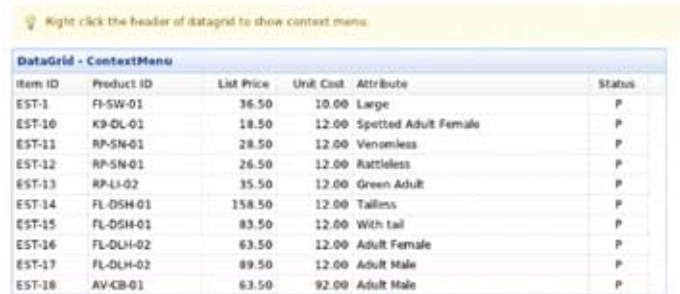 Right click the header of datagrid to show context menu.
DataGrid - ContextMenu
Item ID Product ID List Price Unit Cost Attribute Status
EST-1 FI-SW-01 36.50 10.00 Large P
EST-10 K9-DL-01 18.50 12.00 Spotted Adult Female P
EST-11 RP-SN-01 28.50 12.00 Venomless P
EST-12 RP-SN-01 26.50 12.00 Rattleless P
EST-13 RP-LI-02 35.50 12.00 Green Adult P
EST-14 FL-DSH-01 158.50 12.00 Tailless P
EST-15 FL-DSH-01 83.50 12.00 With tail P
EST-16 FL-DLH-02 63.50 12.00 Adult Female P
EST-17 FL-DLH-02 89.50 12.00 Adult Male P
EST-18 AV-CB-01 63.50 92.00 Adult Male P